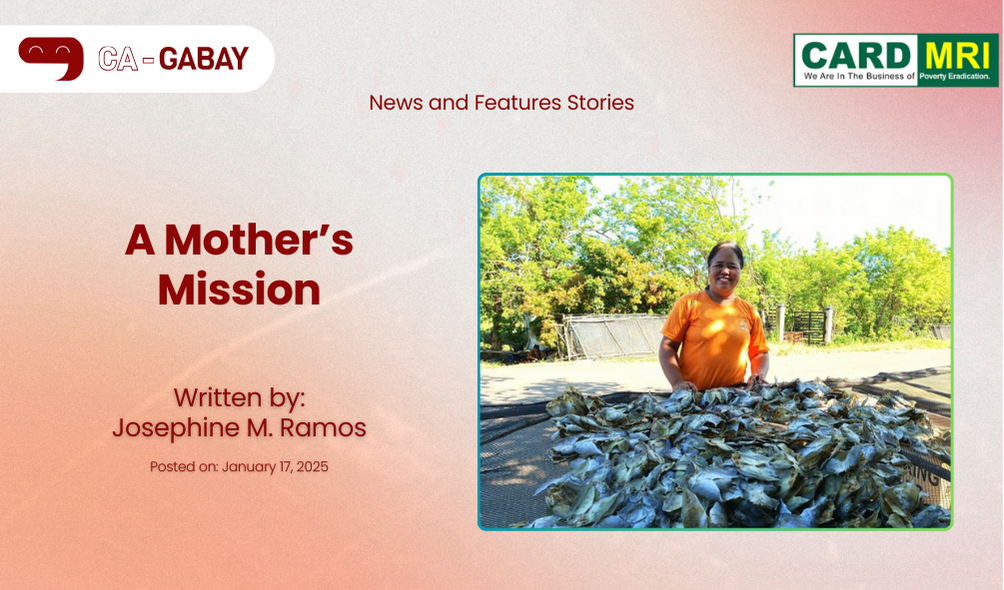 CA-GABAY
CARD MRI
We Are In The Business of Poverty Eradication.
News and Features Stories
A Mother’s
Mission
Written by:
Josephine M. Ramos
Posted on: January 17, 2025